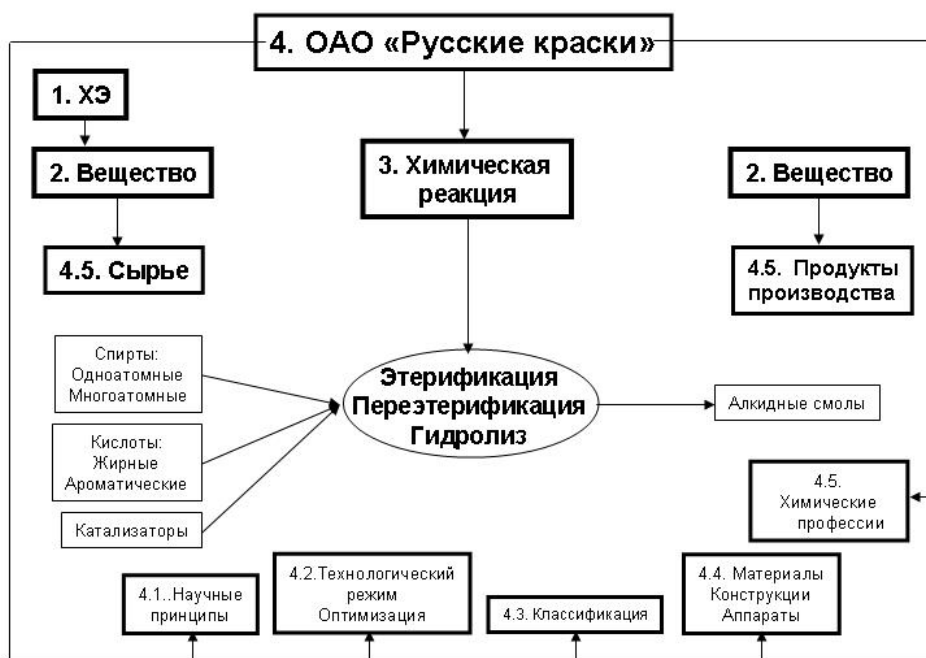 4. ОАО «Русские краски»
1. ХЭ
2. Вещество
4.5. Сырье
3. Химическая
реакция
2. Вещество
4.5. Продукты
производства
Спирты:
Одноатомные
Многоатомные
Кислоты:
Жирные
Ароматические
Катализаторы
Этерификация
Переэтерификация
Гидролиз
Алкидные смолы
4.5.
Химические
профессии
4.1..Научные
принципы
4.2.Технологический
режим
Оптимизация
4.3. Классификация
4.4. Материалы
Конструкции
Аппараты